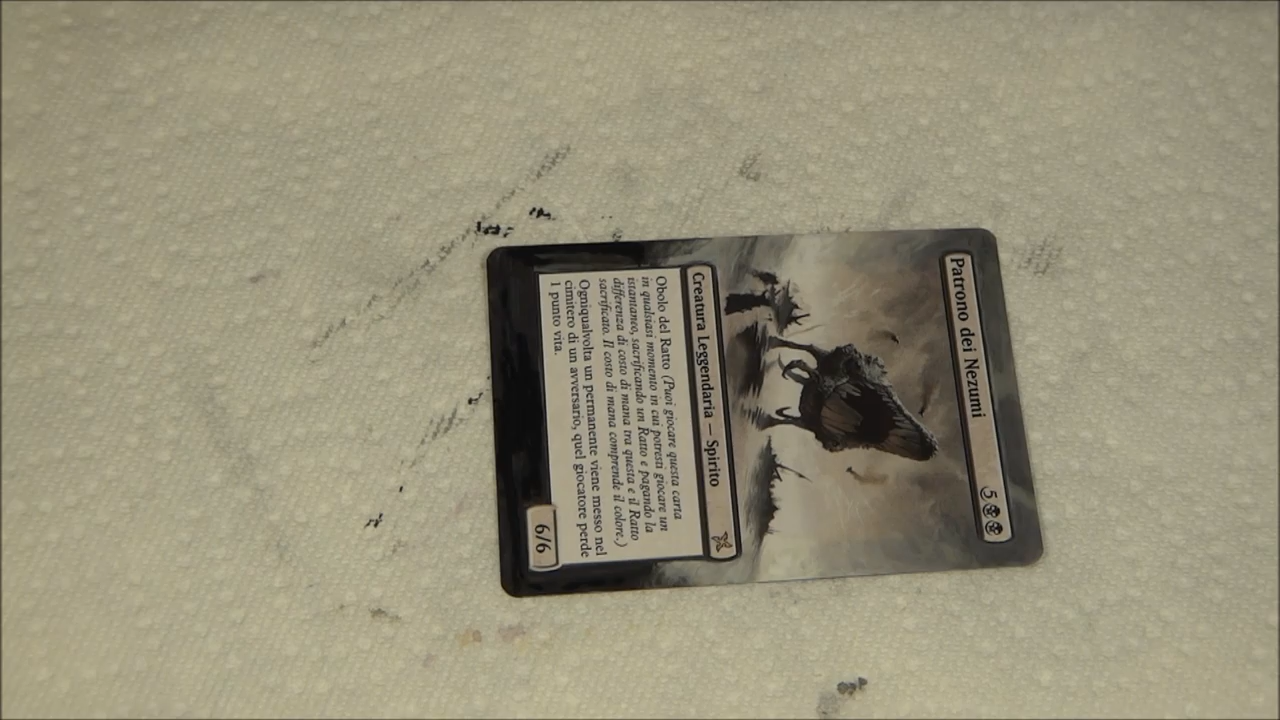 Patrono dei Nezumi 5
Creatura Leggendaria – Spirito
Obolo del Ratto (Puoi giocare questa carta
in qualsiasi momento in cui potresti giocare un
istantaneo, sacrificando un Ratto e pagando la
differenza di costo di mana tra questa e il Ratto
sacrificato. Il costo di mana comprende il colore.)
Ogniqualvolta un permanente viene messo nel
cimitero di un avversario, quel giocatore perde
1 punto vita.
6/6